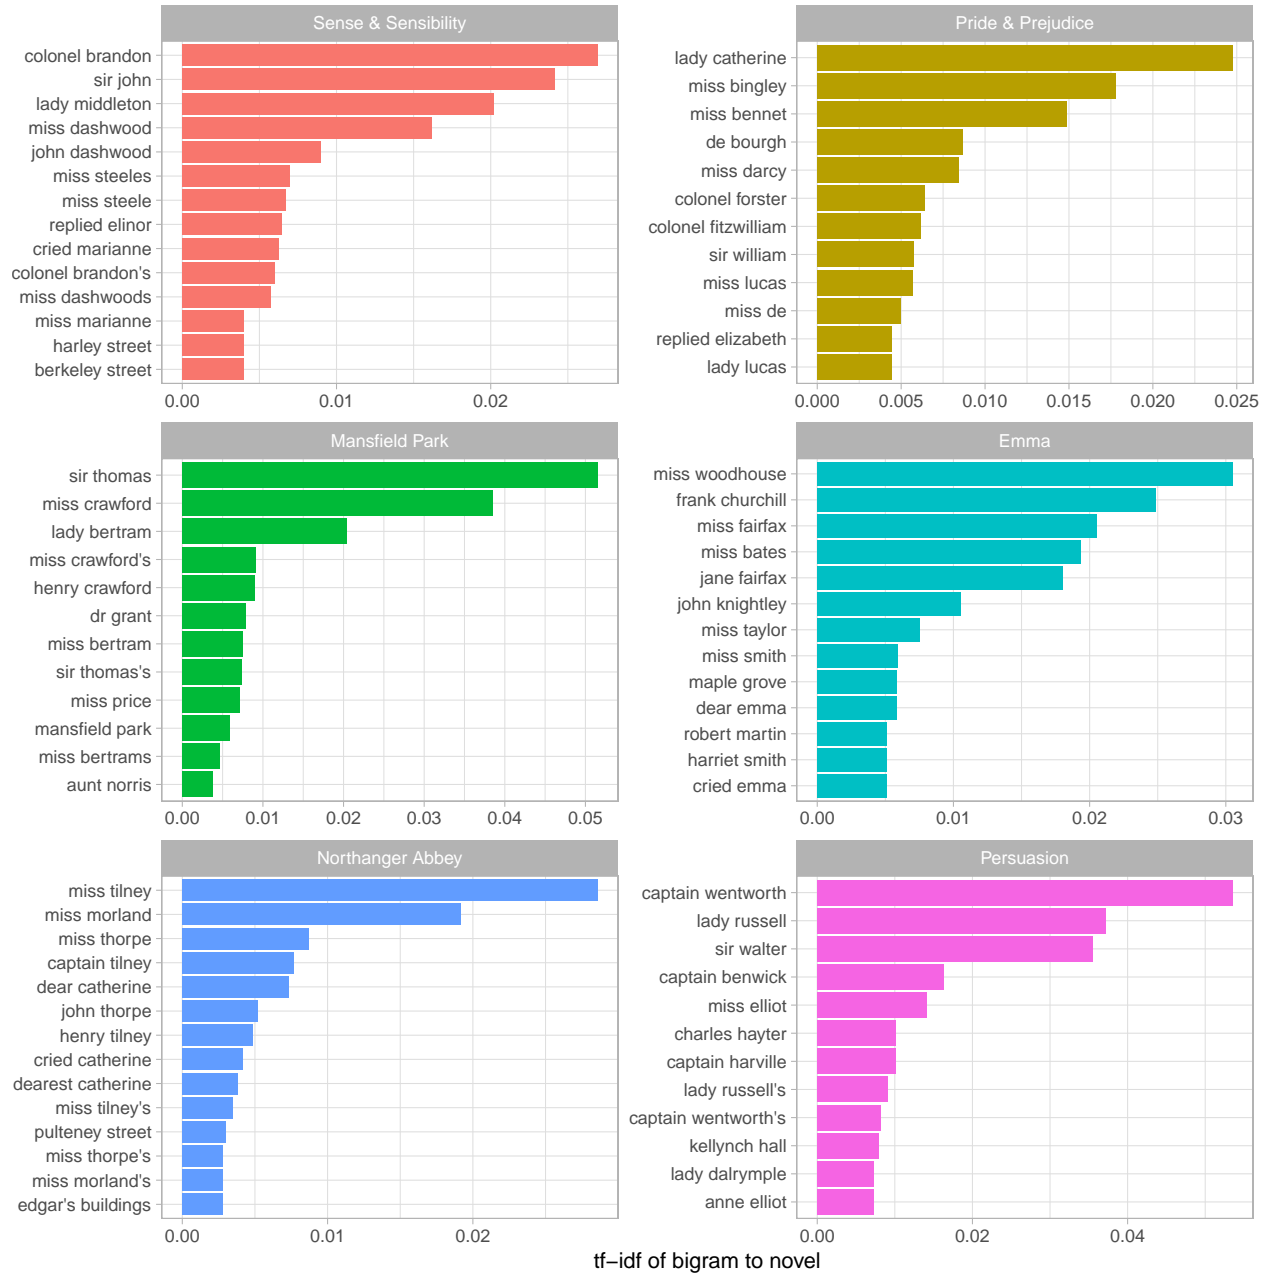 Sense & Sensibility
colonel brandon
sir john
lady middleton
miss dashwood
john dashwood
miss steeles
miss steele
replied elinor
cried marianne
colonel brandon's
miss dashwoods
miss marianne
harley street
berkeley street
0.00 0.01 0.02
Pride & Prejudice
lady catherine
miss bingley
miss bennet
de bourgh
miss darcy
colonel forster
colonel fitzwilliam
sir william
miss lucas
miss de
replied elizabeth
lady lucas
0.000 0.005 0.010 0.015 0.020 0.025
Mansfield Park
sir thomas
miss crawford
lady bertram
miss crawford's
henry crawford
dr grant
miss bertram
sir thomas's
miss price
mansfield park
miss bertrams
aunt norris
0.00 0.01 0.02 0.03 0.04 0.05
Emma
miss woodhouse
frank churchill
miss fairfax
miss bates
jane fairfax
john knightley
miss taylor
miss smith
maple grove
dear emma
robert martin
harriet smith
cried emma
0.00 0.01 0.02 0.03
Northanger Abbey
miss tilney
miss morland
miss thorpe
captain tilney
dear catherine
john thorpe
henry tilney
cried catherine
dearest catherine
miss tilney's
pulteney street
miss thorpe's
miss morland's
edgar's buildings
0.00 0.01 0.02
Persuasion
captain wentworth
lady russell
sir walter
captain benwick
miss elliot
charles hayter
captain harville
lady russell's
captain wentworth's
kellynch hall
lady dalrymple
anne elliot
0.00 0.02 0.04
tf−idf of bigram to novel